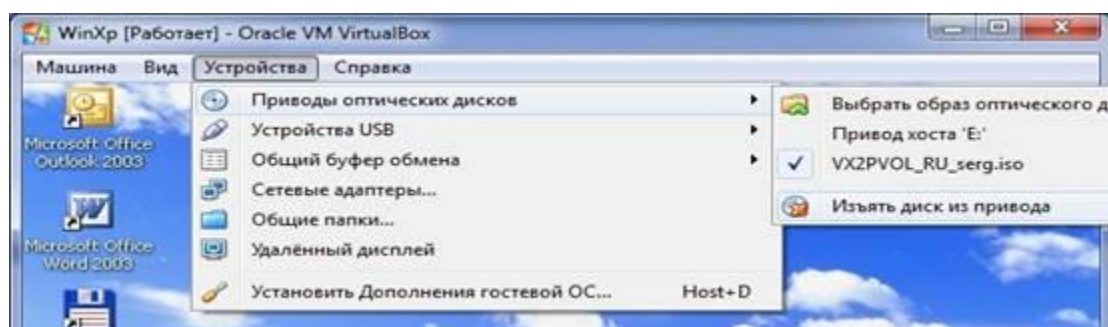 WinXp [Работает] - Oracle VM VirtualBox
Машина Вид Устройства Справка
Приводы оптических дисков
Устройства USB
Общий буфер обмена
Сетевые адаптеры...
Общие папки...
Удалённый дисплей
Установить Дополнения гостевой ОС... Host+D
Выбрать образ оптического д
Привод хоста 'E:'
VX2PVOL_RU_serg.iso
Изъять диск из привода
Microsoft Office
Outlook 2003
Microsoft Office
Word 2003